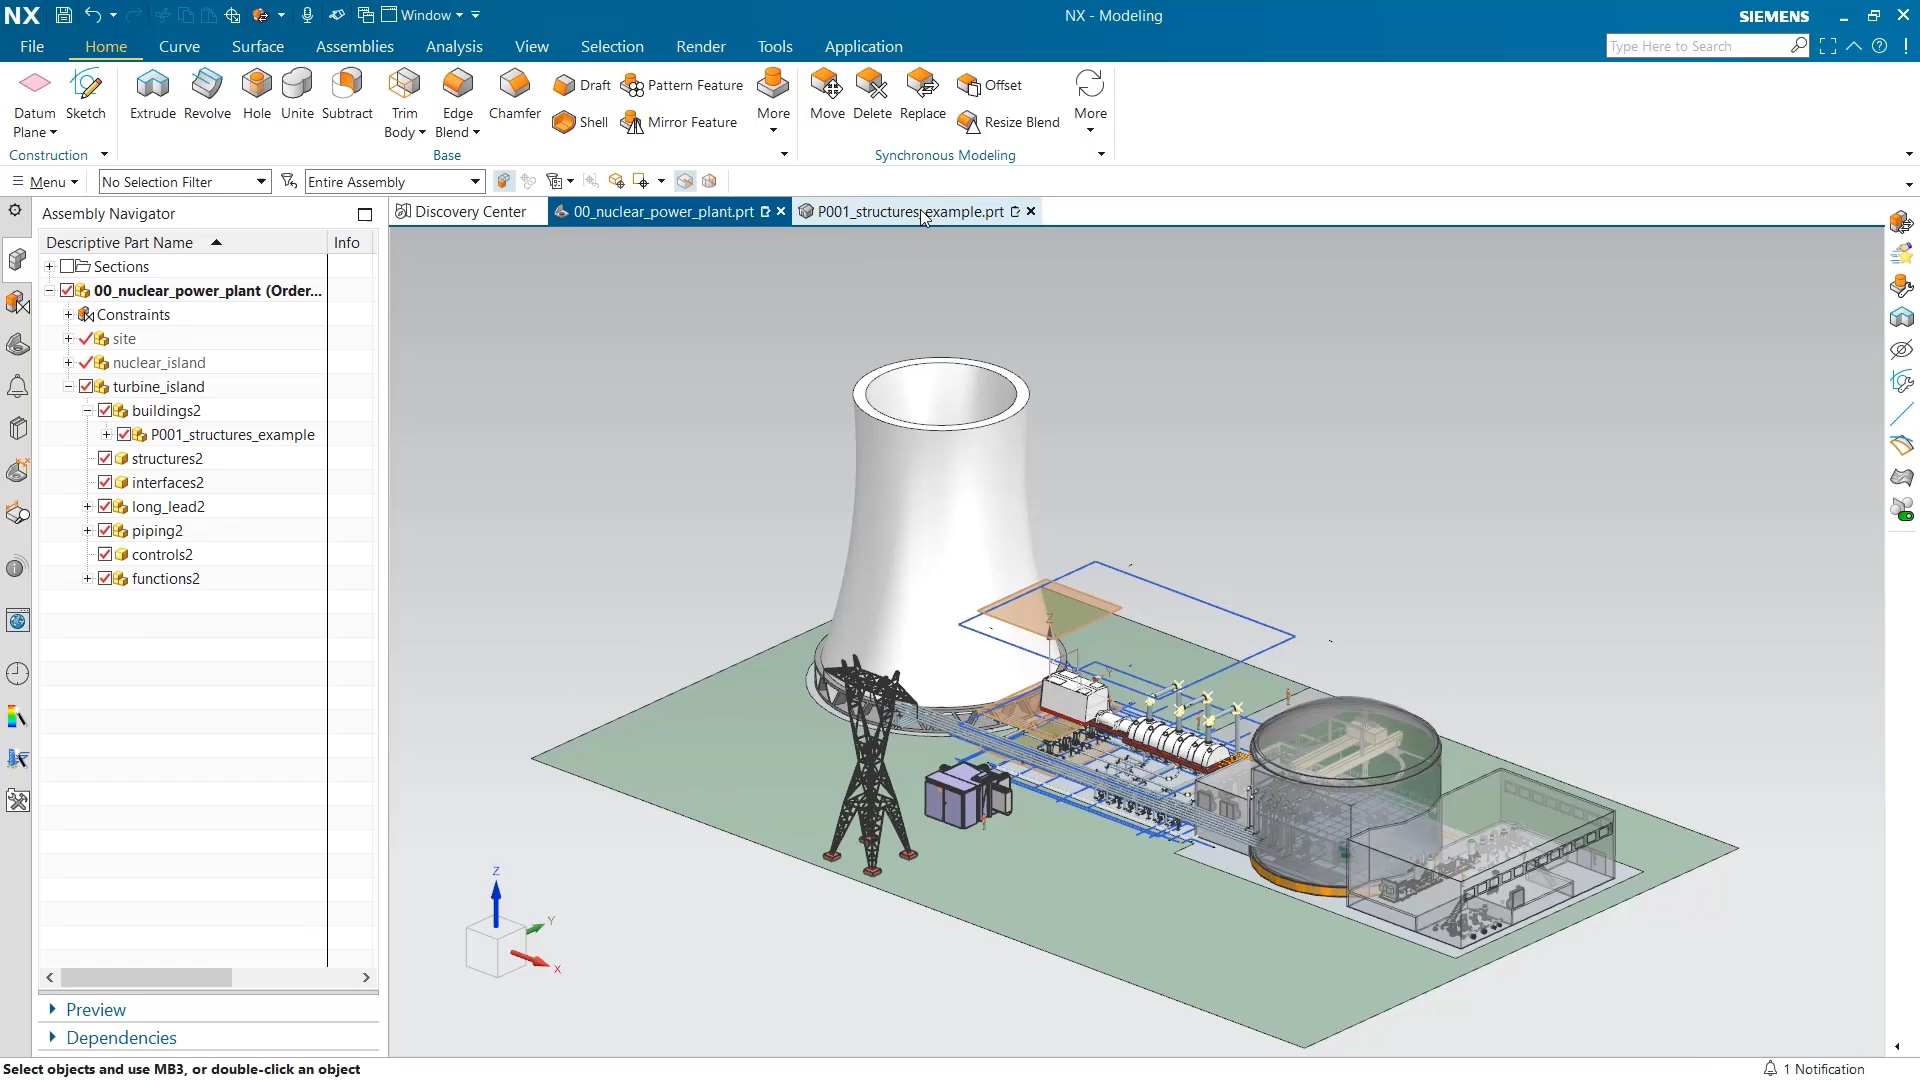 NX Window NX - Modeling SIEMENS
File Home Curve Surface Assemblies Analysis View Selection Render Tools Application Type Here to Search
Datum Plane Sketch Extrude Revolve Hole Unite Subtract Trim Body Edge Blend Chamfer Draft Shell Pattern Feature Mirror Feature More Move Delete Replace Offset Resize Blend More
Construction Base Synchronous Modeling
Menu No Selection Filter Entire Assembly
Assembly Navigator Discovery Center 00_nuclear_power_plant.prt P001_structures_example.prt
Descriptive Part Name Info
Sections
00_nuclear_power_plant (Order...
Constraints
site
nuclear_island
turbine_island
buildings2
P001_structures_example
structures2
interfaces2
long_lead2
piping2
controls2
functions2
Z
Z
Y
X
Preview
Dependencies
Select objects and use MB3, or double-click an object 1 Notification